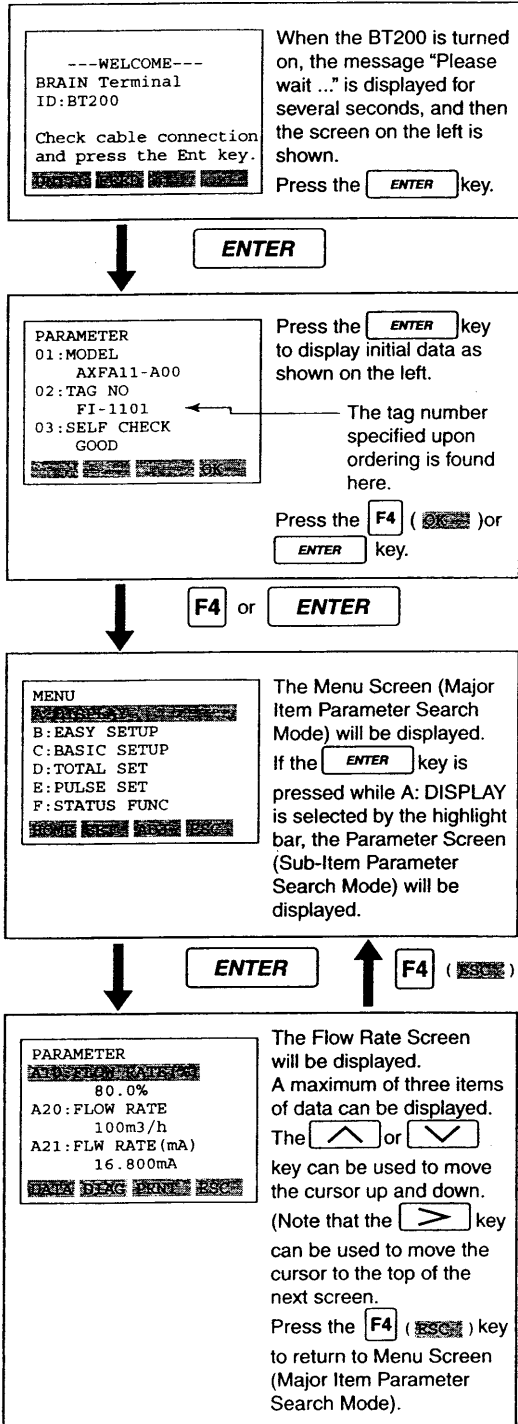 ---WELCOME---
BRAIN Terminal
ID:BT200
Check cable connection
and press the Ent key.
When the BT200 is turned
on, the message “Please
wait ...” is displayed for
several seconds, and then
the screen on the left is
shown.
Press the ENTER key.
ENTER
PARAMETER
01:MODEL
AXFA11-A00
02:TAG NO
FI-1101
03:SELF CHECK
GOOD
OK
Press the ENTER key
to display initial data as
shown on the left.
The tag number
specified upon
ordering is found
here.
Press the F4 ( OK ) or
ENTER key.
F4 or ENTER
MENU
A:DISPLAY
B:EASY SETUP
C:BASIC SETUP
D:TOTAL SET
E:PULSE SET
F:STATUS FUNC
HOME SET ADJ ESC
The Menu Screen (Major
Item Parameter Search
Mode) will be displayed.
If the ENTER key is
pressed while A: DISPLAY
is selected by the highlight
bar, the Parameter Screen
(Sub-Item Parameter
Search Mode) will be
displayed.
ENTER
F4 ( ESC )
PARAMETER
A10:FLOW RATE(%)
80.0%
A20:FLOW RATE
100m3/h
A21:FLW RATE(mA)
16.800mA
DATA DIAG PRNT ESC
The Flow Rate Screen
will be displayed.
A maximum of three items
of data can be displayed.
The or
key can be used to move
the cursor up and down.
(Note that the > key
can be used to move the
cursor to the top of the
next screen.
Press the F4 ( ESC ) key
to return to Menu Screen
(Major Item Parameter
Search Mode).